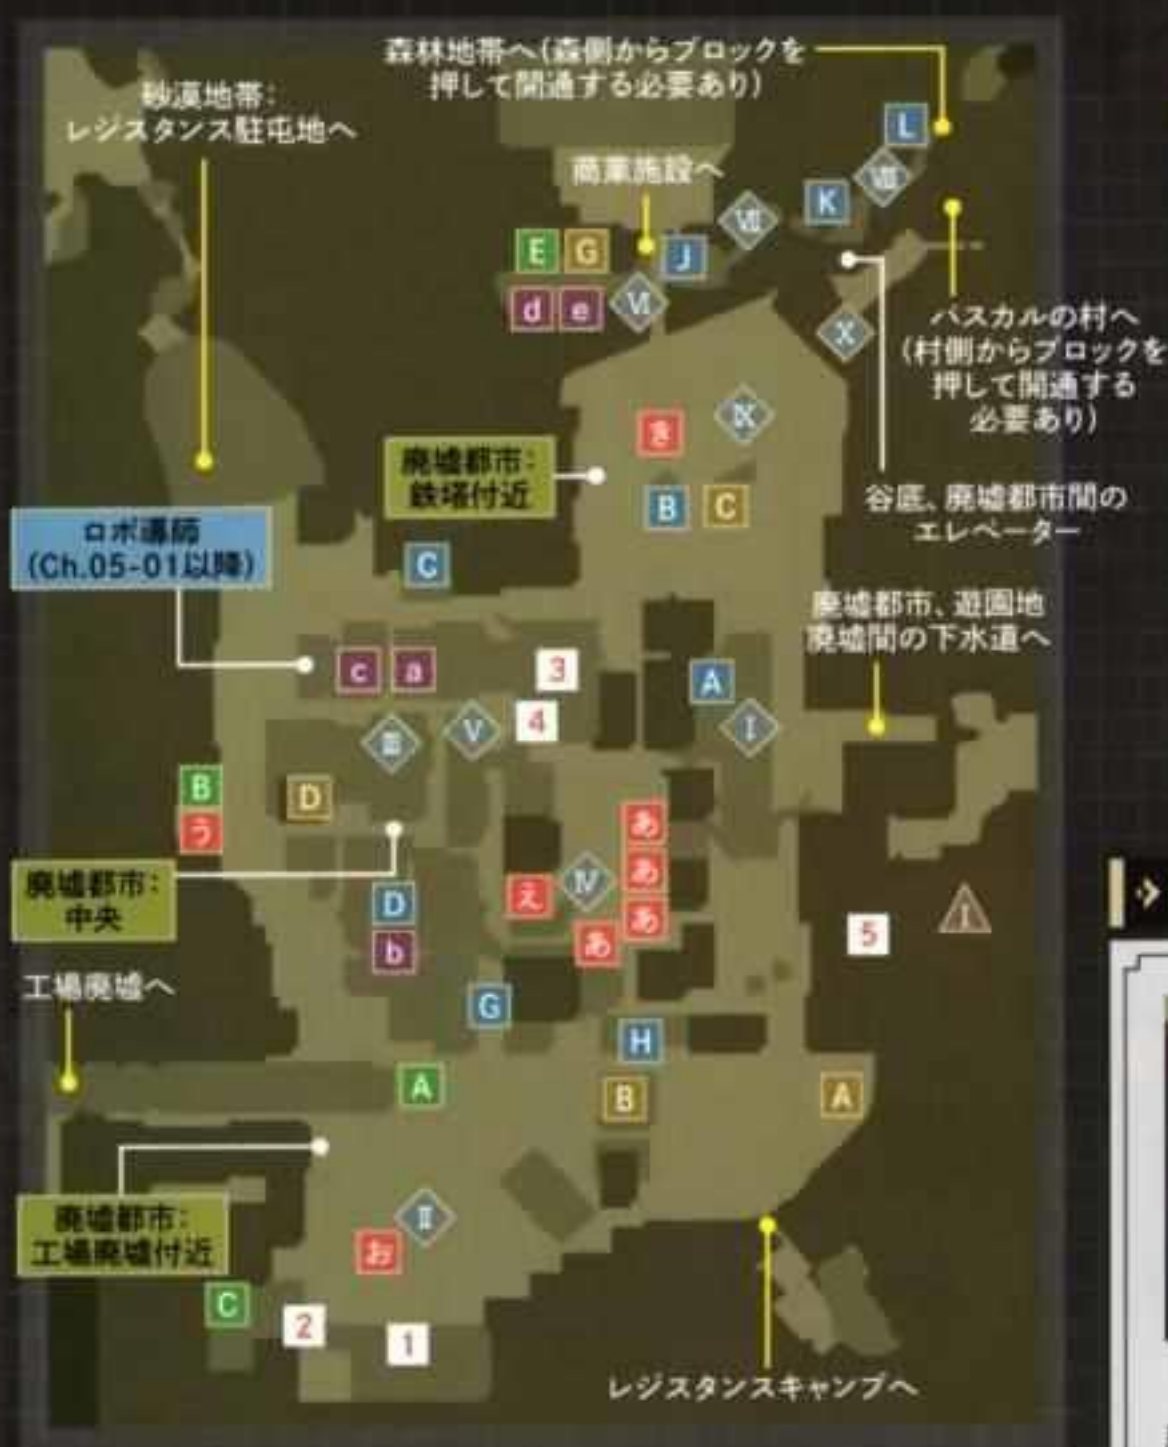 森林地帯へ(森側からブロックを
押して開通する必要あり)
砂漠地帯:
レジスタンス駐屯地へ
L
商業施設へ
Ⅷ
K
Ⅶ
E G
J
d e
Ⅵ
X
パスカルの村へ
(村側からブロックを
押して開通する
必要あり)
き
Ⅸ
廃墟都市:
鉄塔付近
B C
谷底、廃墟都市間の
エレベーター
ロボ導師
(Ch.05-01以降)
C
廃墟都市、遊園地
廃墟間の下水道へ
c a
3
A
4
Ⅲ
Ⅴ
Ⅰ
B
D
う
あ
廃墟都市:
中央
あ
Ⅳ
え
D
あ
5
Ⅰ
あ
b
工場廃墟へ
G
H
A
B
A
廃墟都市:
工場廃墟付近
Ⅱ
お
C
2
1
レジスタンスキャンプへ